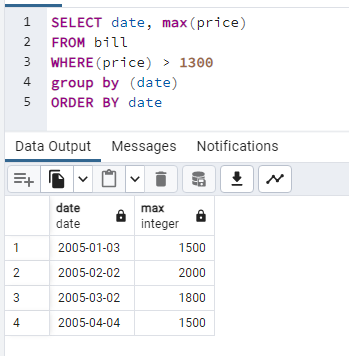 1 SELECT date, max(price)
2 FROM bill
3 WHERE(price) > 1300
4 group by (date)
5 ORDER BY date
Data Output Messages Notifications
date max
date integer
1 2005-01-03 1500
2 2005-02-02 2000
3 2005-03-02 1800
4 2005-04-04 1500